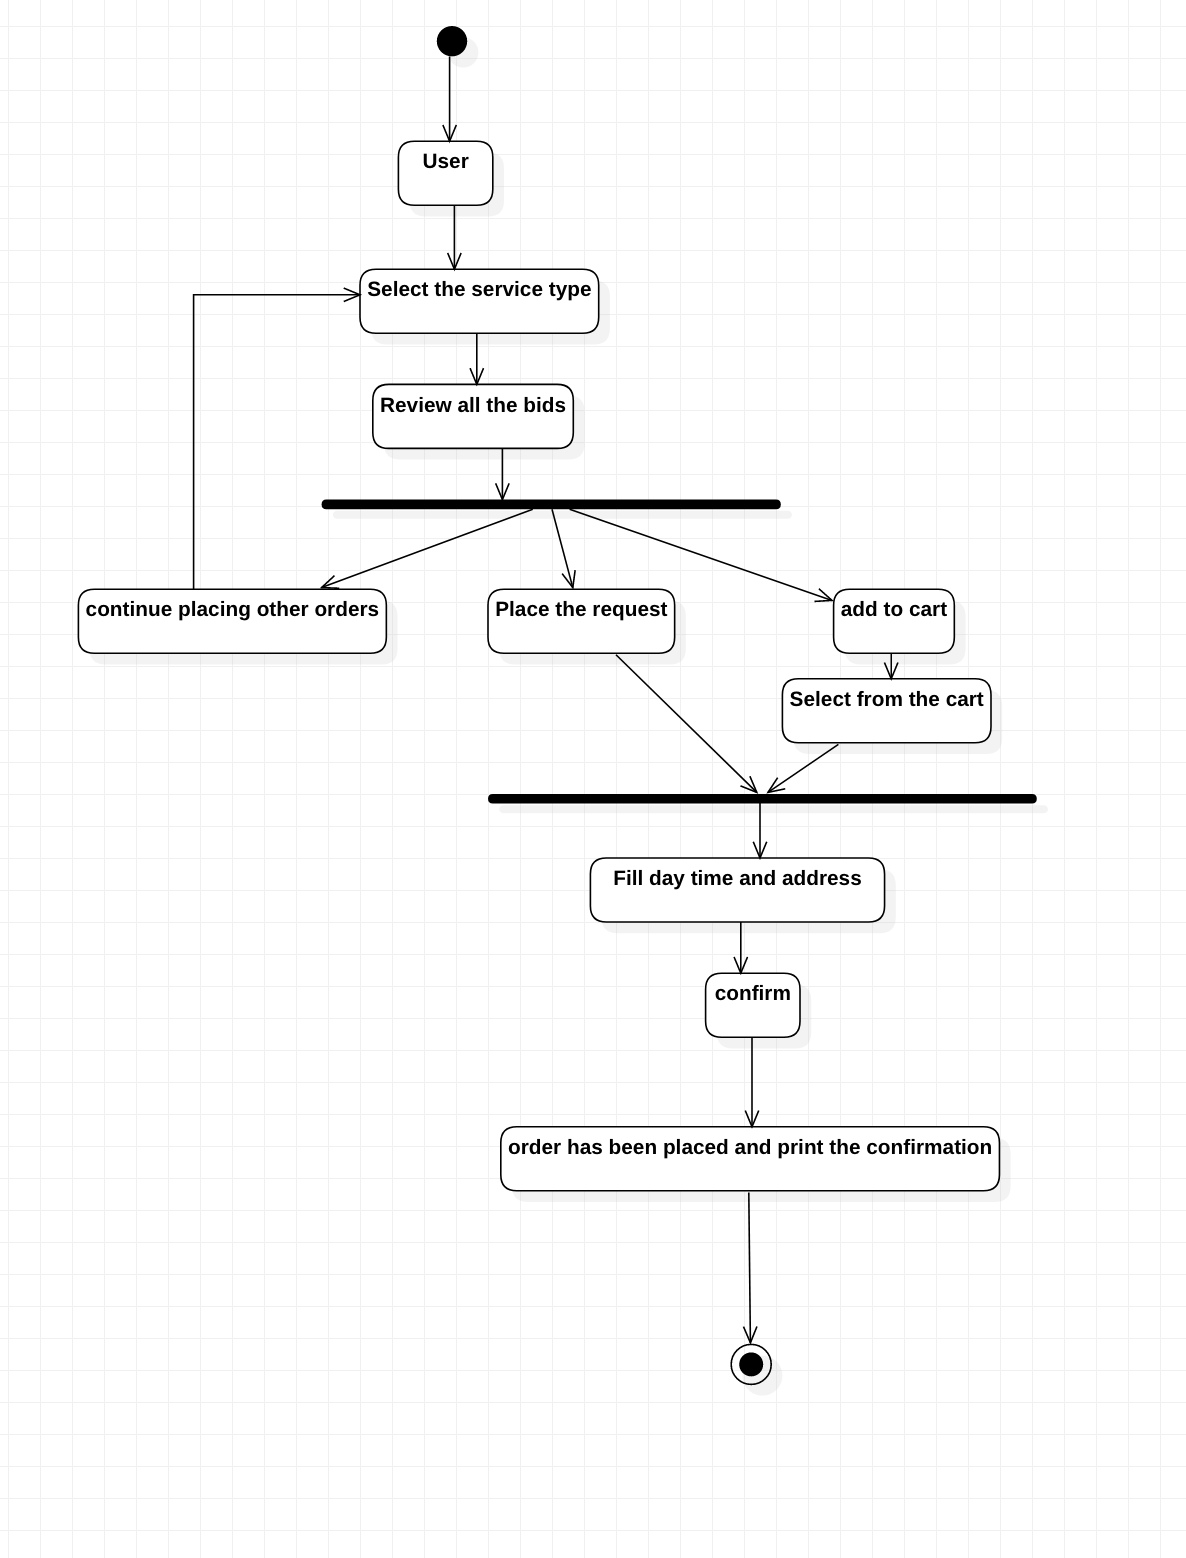 User
Select the service type
Review all the bids
continue placing other orders
Place the request
add to cart
Select from the cart
Fill day time and address
confirm
order has been placed and print the confirmation